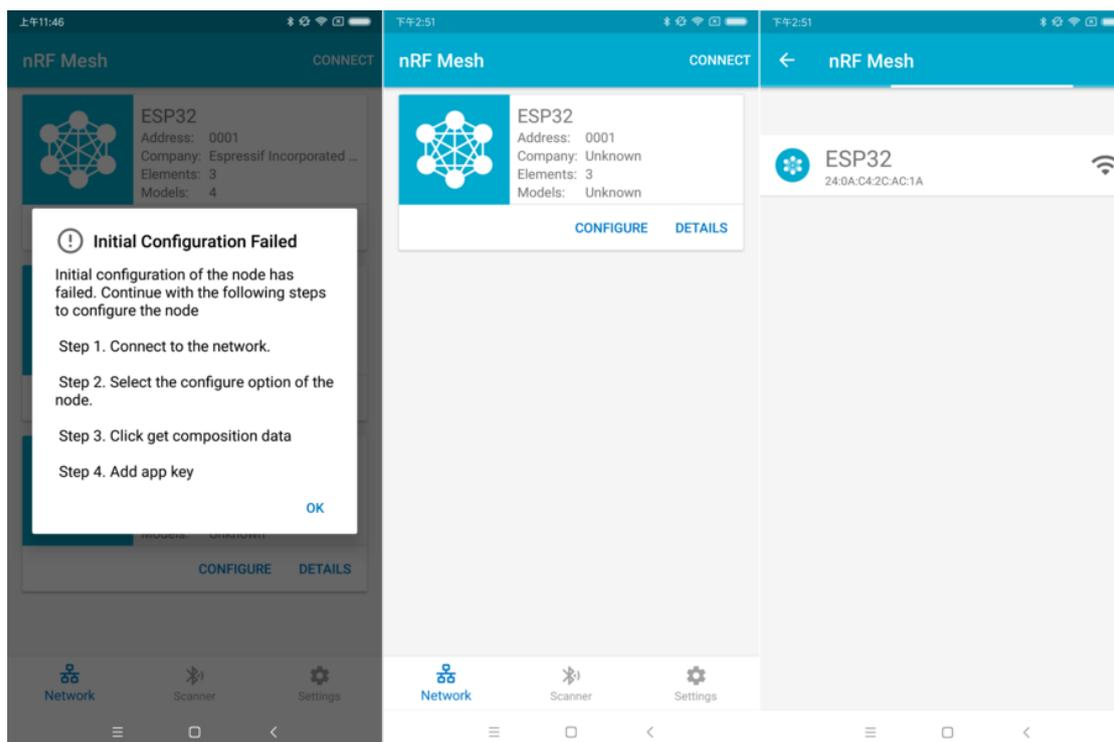 上午11:46
nRF Mesh
CONNECT
ESP32
Address: 0001
Company: Espressif Incorporated ...
Elements: 3
Models: 4
Initial Configuration Failed
Initial configuration of the node has
failed. Continue with the following steps
to configure the node
Step 1. Connect to the network.
Step 2. Select the configure option of the
node.
Step 3. Click get composition data
Step 4. Add app key
OK
Models: Unknown
CONFIGURE DETAILS
Network Scanner Settings
下午2:51
nRF Mesh
CONNECT
ESP32
Address: 0001
Company: Unknown
Elements: 3
Models: Unknown
CONFIGURE DETAILS
Network Scanner Settings
下午2:51
nRF Mesh
ESP32
24:0A:C4:2C:AC:1A